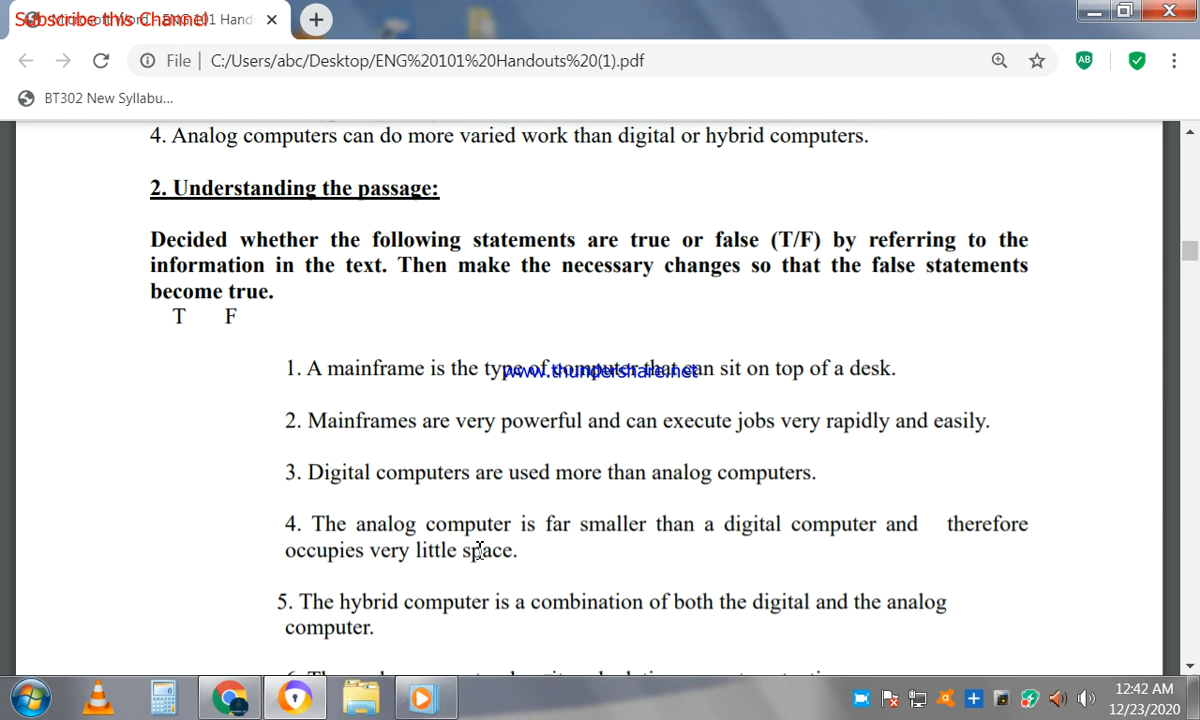 Subscribe this Channel!
Microsoft Word - ENG 101 Hand
File
C:/Users/abc/Desktop/ENG%20101%20Handouts%20(1).pdf
AB
BT302 New Syllabu...
4. Analog computers can do more varied work than digital or hybrid computers.
2. Understanding the passage:
Decided whether the following statements are true or false (T/F) by referring to the
information in the text. Then make the necessary changes so that the false statements
become true.
T F
1. A mainframe is the type of computer that can sit on top of a desk.
www.thundershare.net
2. Mainframes are very powerful and can execute jobs very rapidly and easily.
3. Digital computers are used more than analog computers.
4. The analog computer is far smaller than a digital computer and therefore
occupies very little space.
5. The hybrid computer is a combination of both the digital and the analog
computer.
12:42 AM
12/23/2020